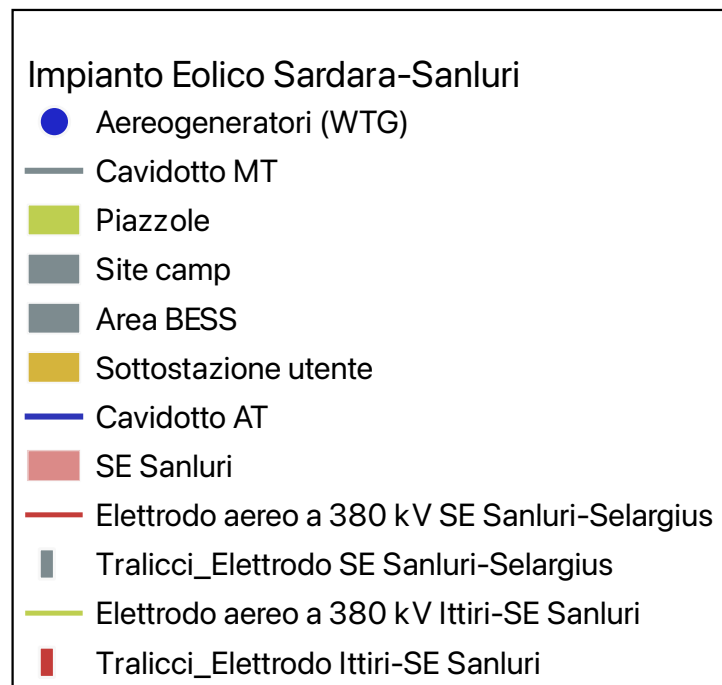 Impianto Eolico Sardara-Sanluri
Aereogeneratori (WTG)
Cavidotto MT
Piazzole
Site camp
Area BESS
Sottostazione utente
Cavidotto AT
SE Sanluri
Elettrodo aereo a 380 kV SE Sanluri-Selargius
Tralicci_Elettrodo SE Sanluri-Selargius
Elettrodo aereo a 380 kV Ittiri-SE Sanluri
Tralicci_Elettrodo Ittiri-SE Sanluri